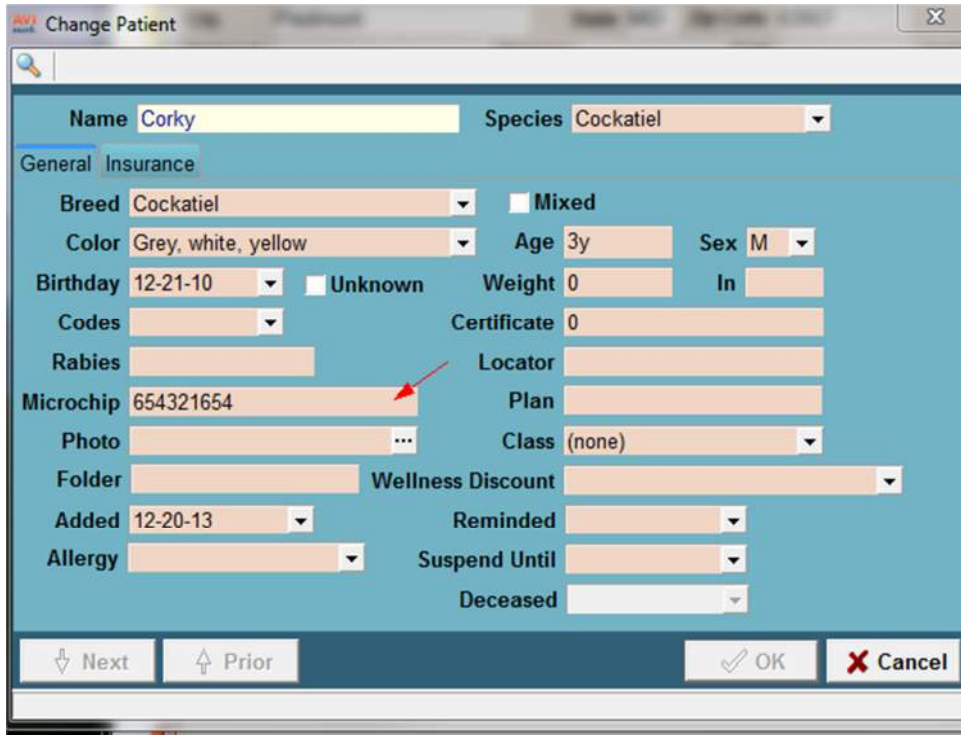 AVI mark Change Patient
Name Corky Species Cockatiel
General Insurance
Breed Cockatiel Mixed
Color Grey, white, yellow Age 3y Sex M
Birthday 12-21-10 Unknown Weight 0 In
Codes Certificate 0
Rabies Locator
Microchip 654321654 Plan
Photo ... Class (none)
Folder Wellness Discount
Added 12-20-13 Reminded
Allergy Suspend Until
Deceased
Next Prior OK Cancel